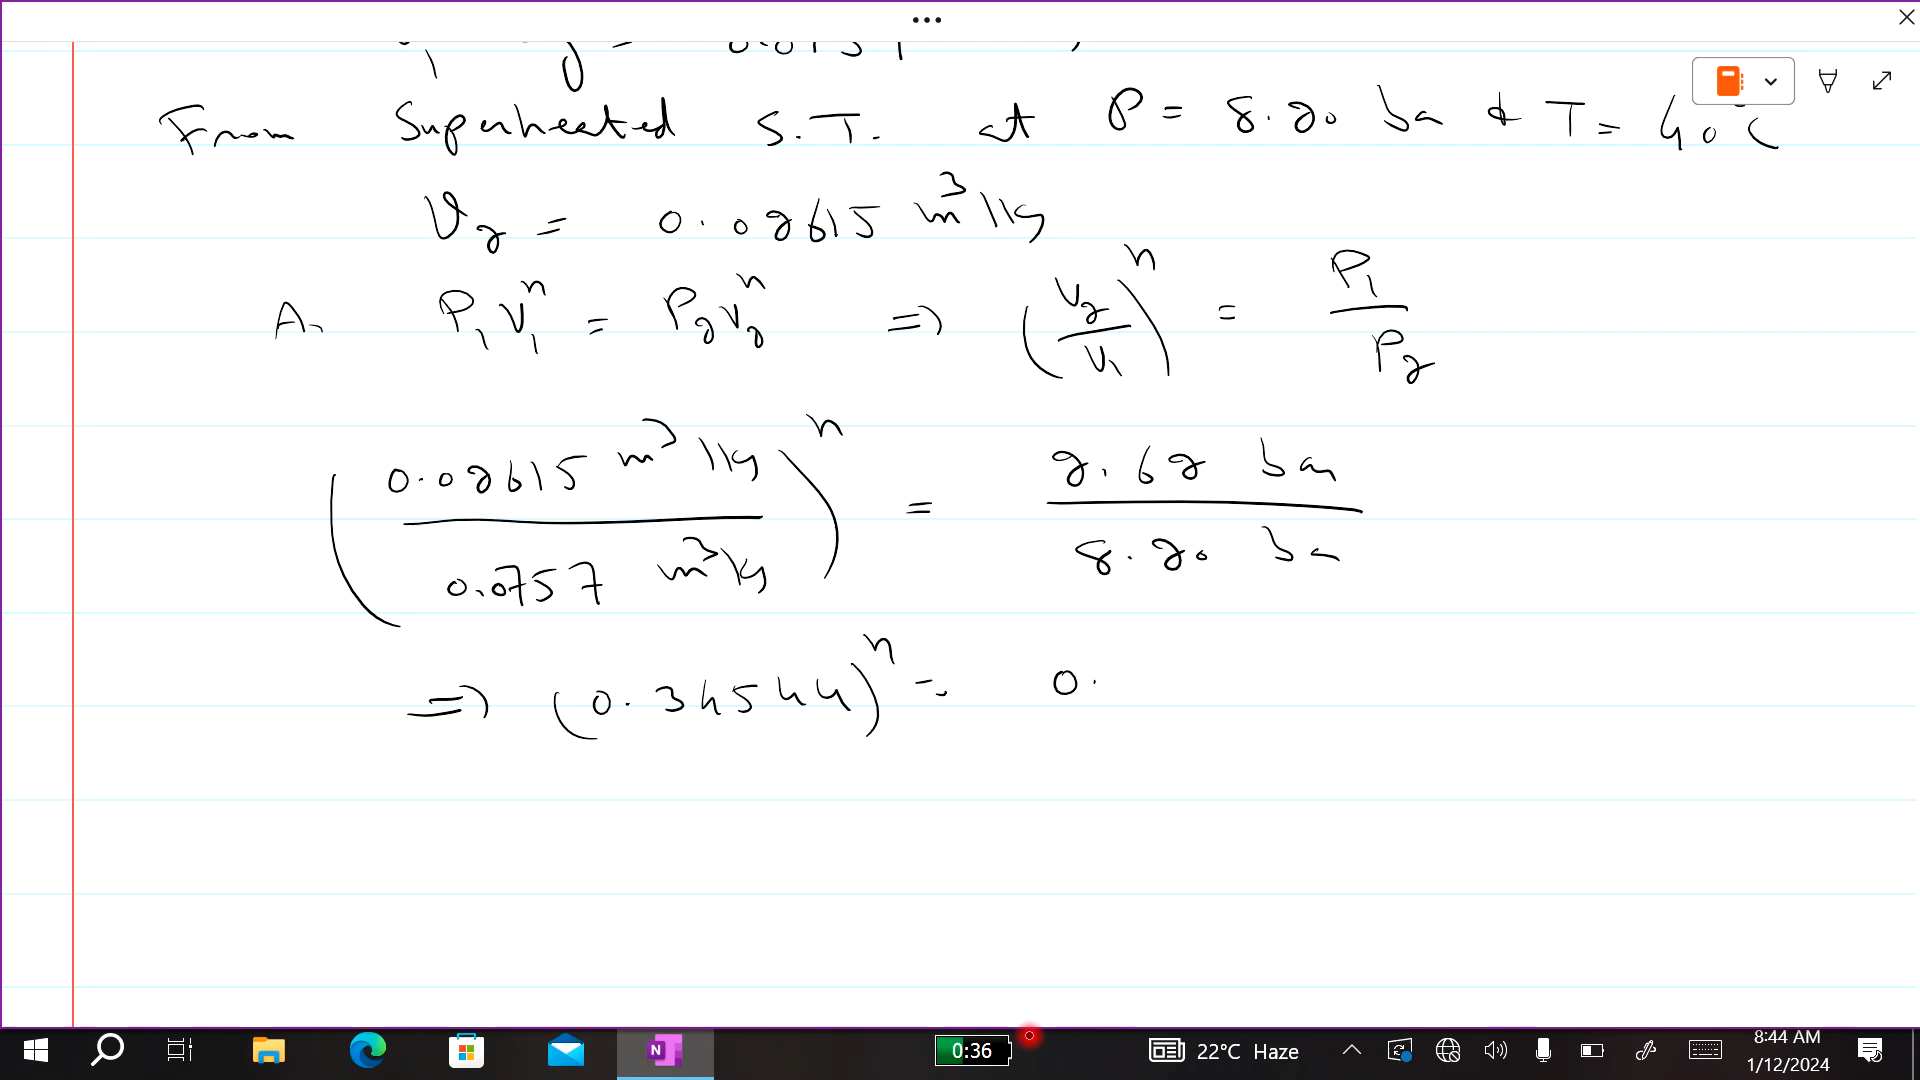 From Superheated S.T. at P = 8.20 bar & T = 40°C
V₂ = 0.02615 m³/kg
As P₁V₁ⁿ = P₂V₂ⁿ => (V₂/V₁)ⁿ = P₁/P₂
(0.02615 m³/kg / 0.0757 m³/kg)ⁿ = 2.62 bar / 8.20 bar
=> (0.34544)ⁿ = 0.
0:36
22°C Haze
8:44 AM
1/12/2024